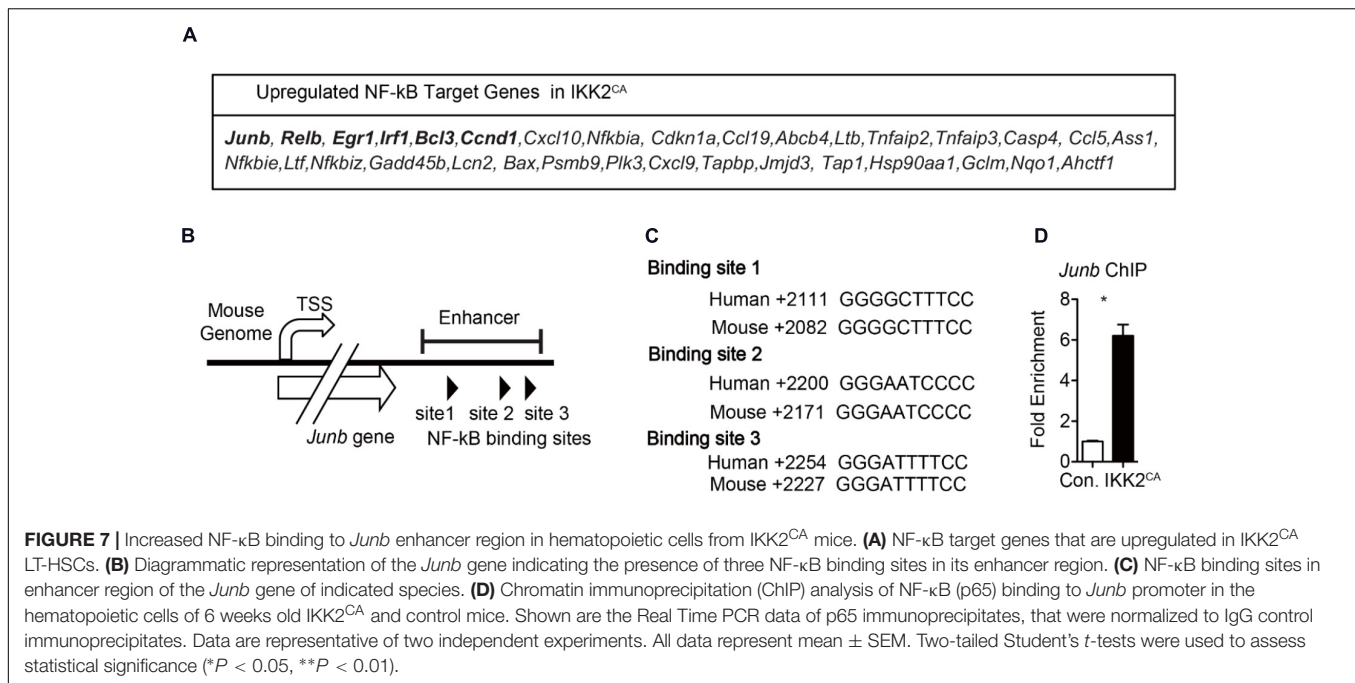 A
Upregulated NF-kB Target Genes in IKK2CA
Junb, Relb, Egr1,Irf1,Bcl3,Ccnd1,Cxcl10,Nfkbia, Cdkn1a,Ccl19,Abcb4,Ltb,Tnfaip2,Tnfaip3,Casp4, Ccl5,Ass1,
Nfkbie,Ltf,Nfkbiz,Gadd45b,Lcn2, Bax,Psmb9,Plk3,Cxcl9,Tapbp,Jmjd3, Tap1,Hsp90aa1,Gclm,Nqo1,Ahctf1
B
Mouse
Genome
TSS
Enhancer
site1 site 2 site 3
Junb gene
NF-kB binding sites
C
Binding site 1
Human +2111 GGGGCTTTCC
Mouse +2082 GGGGCTTTCC
Binding site 2
Human +2200 GGGAATCCCC
Mouse +2171 GGGAATCCCC
Binding site 3
Human +2254 GGGATTTTCC
Mouse +2227 GGGATTTTCC
D
Junb ChIP
Fold Enrichment
8
6
4
2
0
*
Con. IKK2CA
FIGURE 7 | Increased NF-κB binding to Junb enhancer region in hematopoietic cells from IKK2CA mice. (A) NF-κB target genes that are upregulated in IKK2CA
LT-HSCs. (B) Diagrammatic representation of the Junb gene indicating the presence of three NF-κB binding sites in its enhancer region. (C) NF-κB binding sites in
enhancer region of the Junb gene of indicated species. (D) Chromatin immunoprecipitation (ChIP) analysis of NF-κB (p65) binding to Junb promoter in the
hematopoietic cells of 6 weeks old IKK2CA and control mice. Shown are the Real Time PCR data of p65 immunoprecipitates, that were normalized to IgG control
immunoprecipitates. Data are representative of two independent experiments. All data represent mean ± SEM. Two-tailed Student's t-tests were used to assess
statistical significance (*P < 0.05, **P < 0.01).